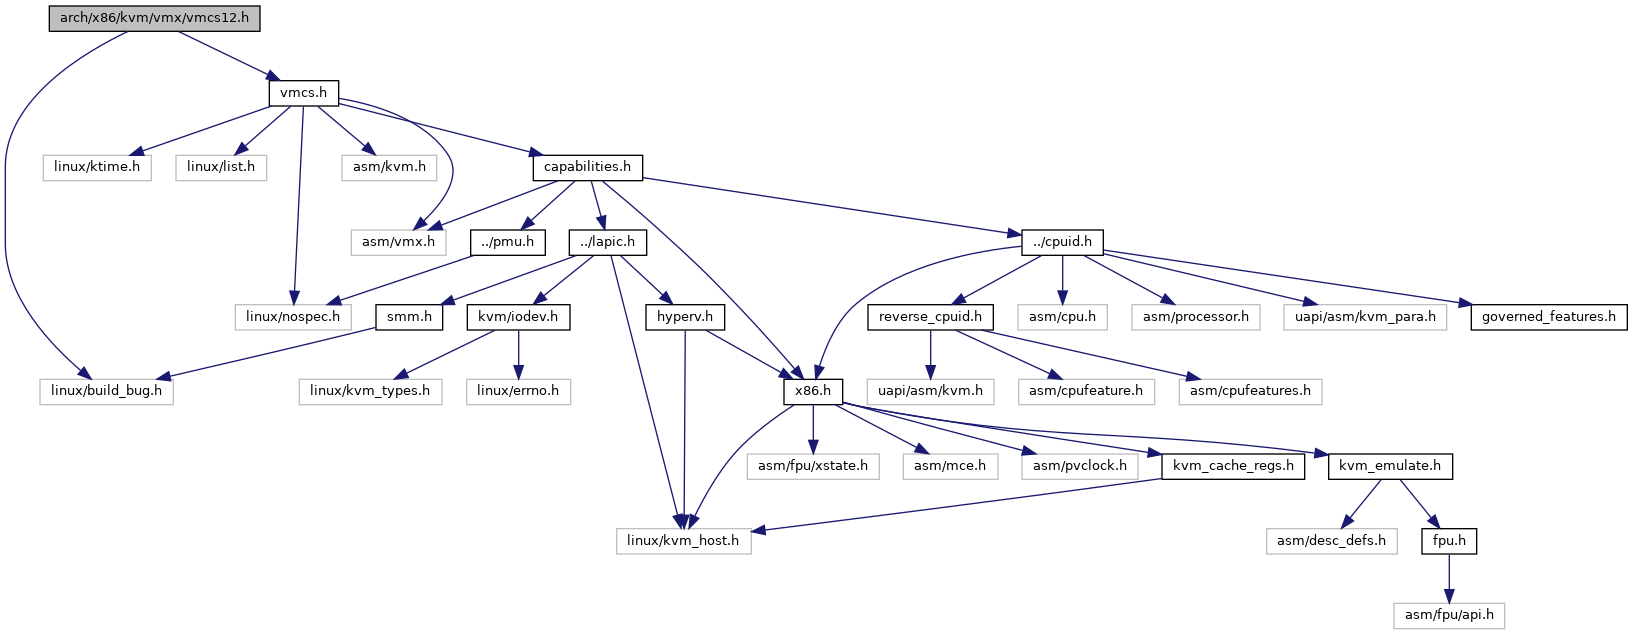 arch/x86/kvm/vmx/vmcs12.h
vmcs.h
linux/ktime.h
linux/list.h
asm/kvm.h
capabilities.h
asm/vmx.h
../pmu.h
../lapic.h
../cpuid.h
linux/nospec.h
smm.h
kvm/iodev.h
hyperv.h
reverse_cpuid.h
asm/cpu.h
asm/processor.h
uapi/asm/kvm_para.h
governed_features.h
linux/build_bug.h
linux/kvm_types.h
linux/errno.h
x86.h
uapi/asm/kvm.h
asm/cpufeature.h
asm/cpufeatures.h
asm/fpu/xstate.h
asm/mce.h
asm/pvclock.h
kvm_cache_regs.h
kvm_emulate.h
linux/kvm_host.h
asm/desc_defs.h
fpu.h
asm/fpu/api.h